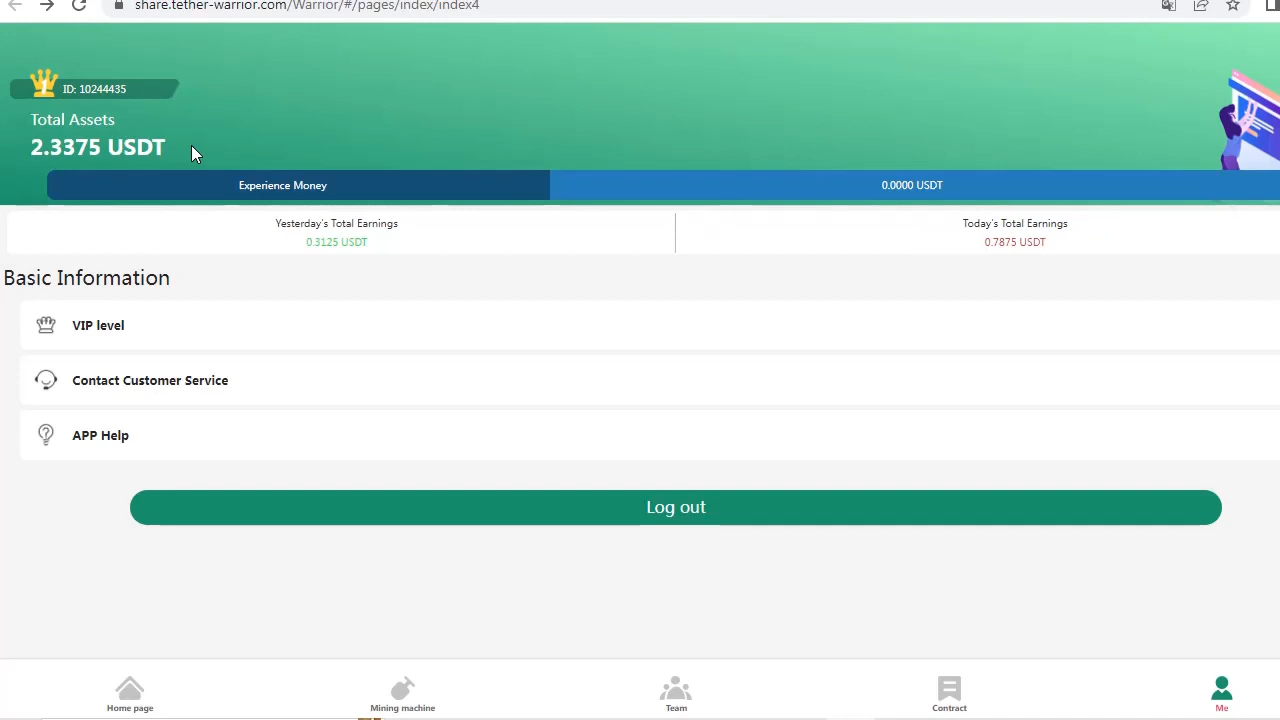 share.tether-warrior.com/Warrior/#/pages/index/index4
1
ID: 10244435
Total Assets
2.3375 USDT
Experience Money
0.0000 USDT
Yesterday's Total Earnings
Today's Total Earnings
0.3125 USDT
0.7875 USDT
Basic Information
VIP level
Contact Customer Service
APP Help
Log out
Home page
Mining machine
Team
Contract
Me